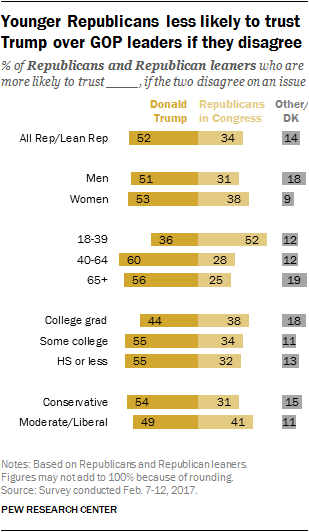 Younger Republicans less likely to trust
Trump over GOP leaders if they disagree
% of Republicans and Republican leaners who are
more likely to trust _____, if the two disagree on an issue
Donald Trump Republicans in Congress Other/DK
All Rep/Lean Rep 52 34 14
Men 51 31 18
Women 53 38 9
18-39 36 52 12
40-64 60 28 12
65+ 56 25 19
College grad 44 38 18
Some college 55 34 11
HS or less 55 32 13
Conservative 54 31 15
Moderate/Liberal 49 41 11
Notes: Based on Republicans and Republican leaners.
Figures may not add to 100% because of rounding.
Source: Survey conducted Feb. 7-12, 2017.
PEW RESEARCH CENTER